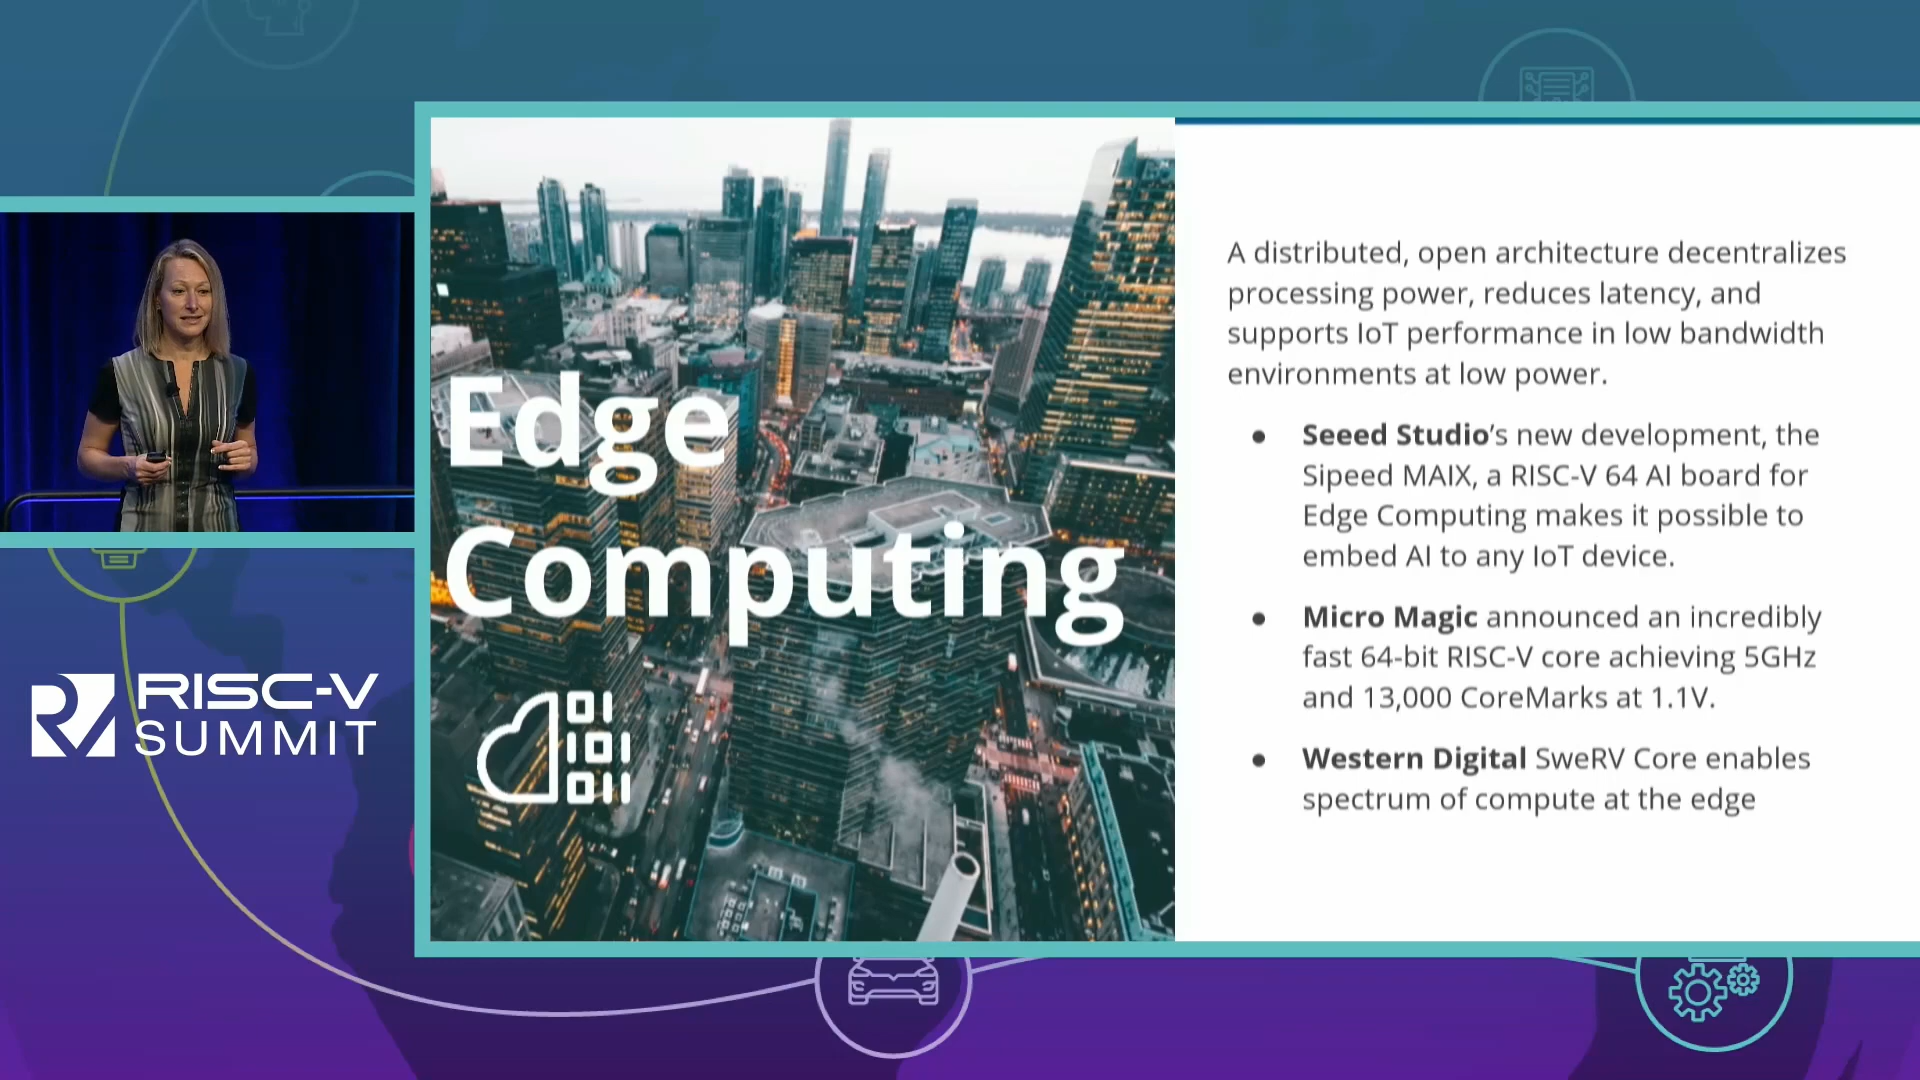 RISC-V
SUMMIT
Edge
Computing
A distributed, open architecture decentralizes
processing power, reduces latency, and
supports IoT performance in low bandwidth
environments at low power.
● Seeed Studio's new development, the
Sipeed MAIX, a RISC-V 64 AI board for
Edge Computing makes it possible to
embed AI to any IoT device.
● Micro Magic announced an incredibly
fast 64-bit RISC-V core achieving 5GHz
and 13,000 CoreMarks at 1.1V.
● Western Digital SweRV Core enables
spectrum of compute at the edge
01
101
011